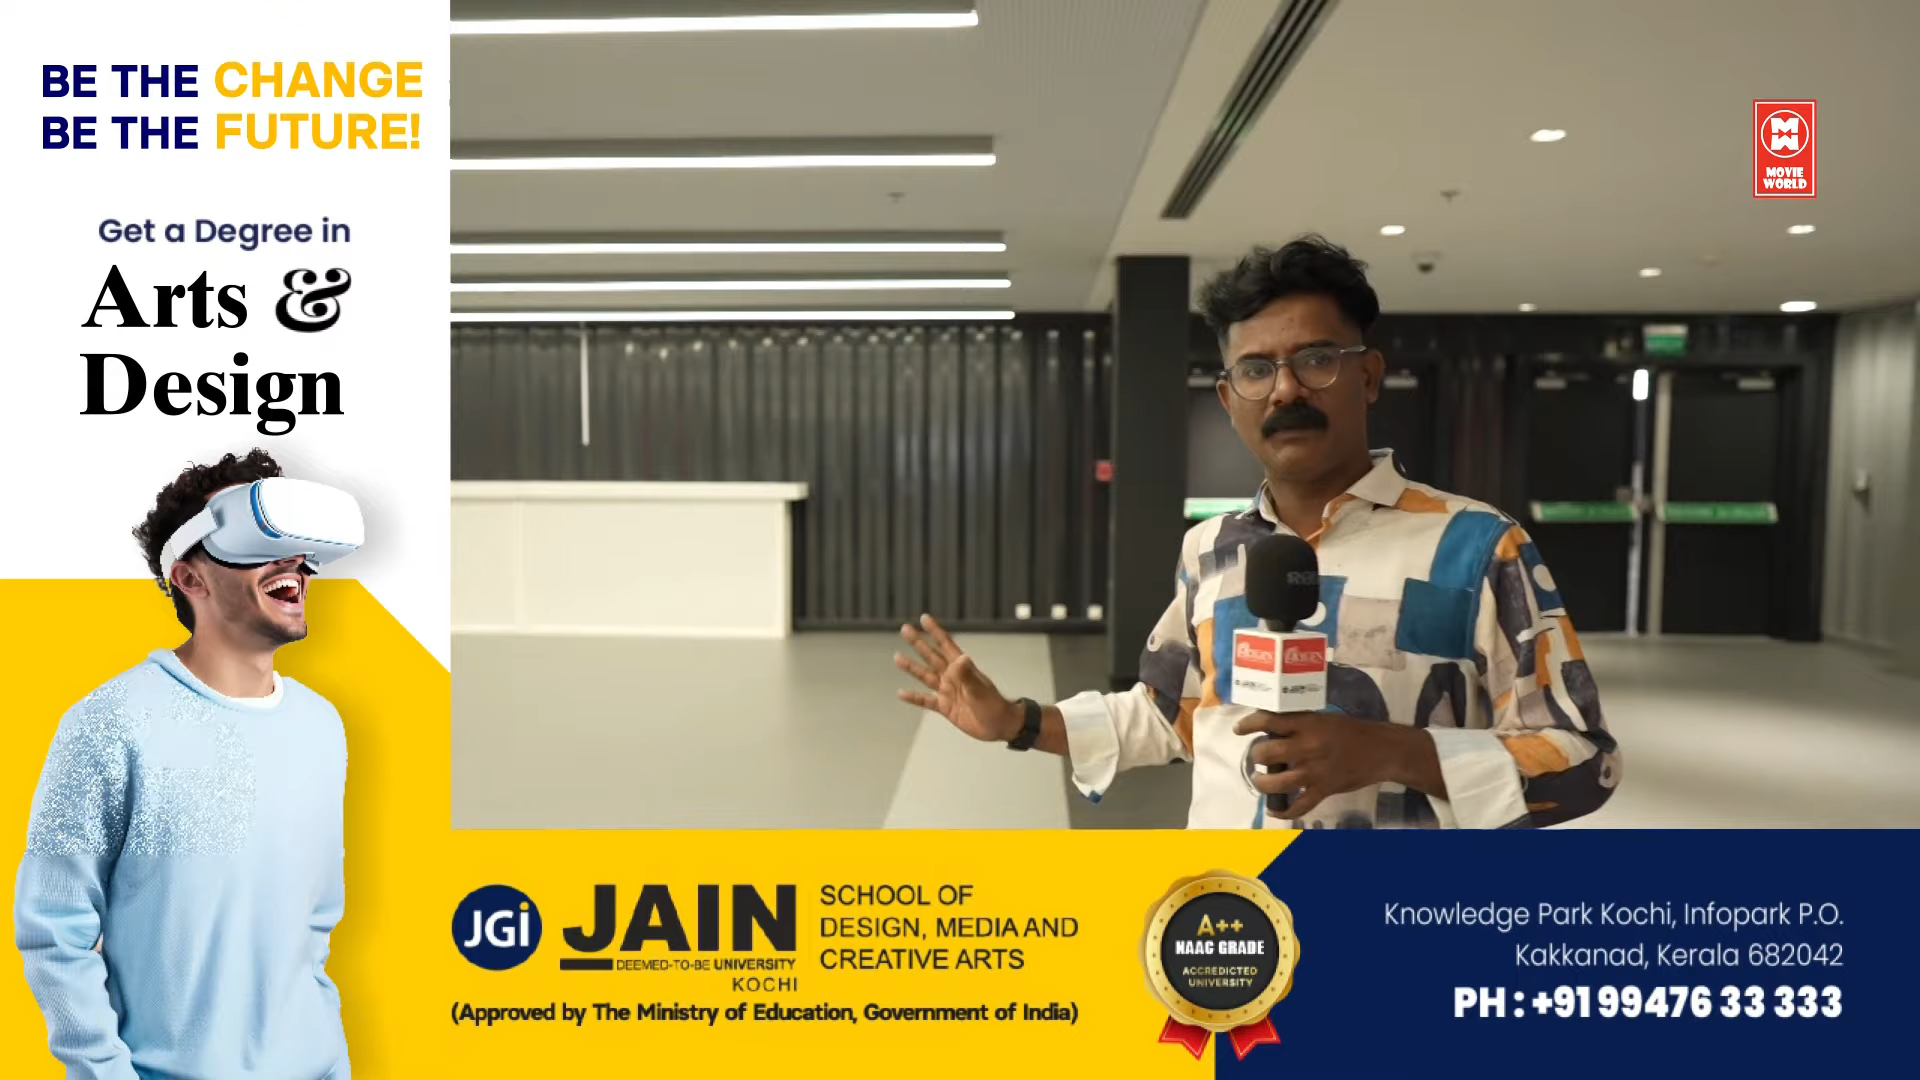 BE THE CHANGE
BE THE FUTURE!
Get a Degree in
Arts &
Design
MOVIE
WORLD
JGi
JAIN
DEEMED-TO-BE UNIVERSITY
KOCHI
SCHOOL OF
DESIGN, MEDIA AND
CREATIVE ARTS
(Approved by The Ministry of Education, Government of India)
A++
NAAC GRADE
ACCREDICTED
UNIVERSITY
Knowledge Park Kochi, Infopark P.O.
Kakkanad, Kerala 682042
PH : +91 99476 33 333